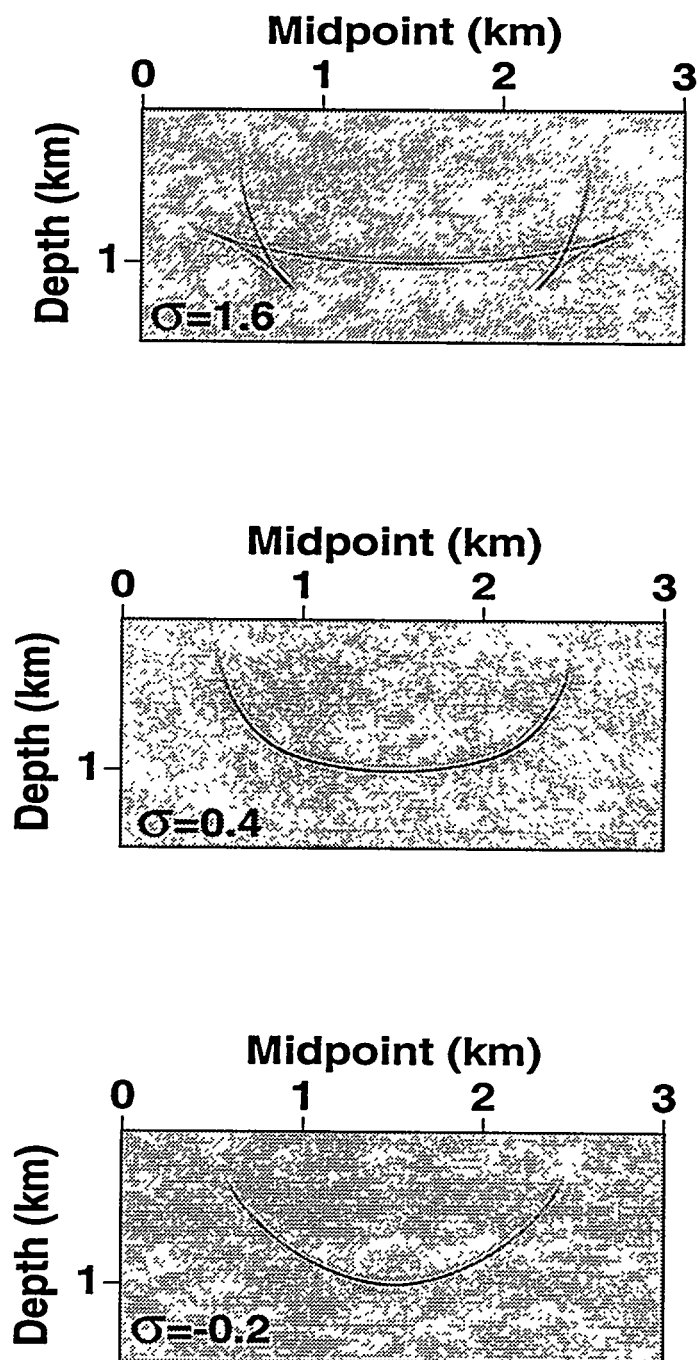 Midpoint (km)
0 1 2 3
Depth (km)
1
σ=1.6
Midpoint (km)
0 1 2 3
Depth (km)
1
σ=0.4
Midpoint (km)
0 1 2 3
Depth (km)
1
σ=-0.2